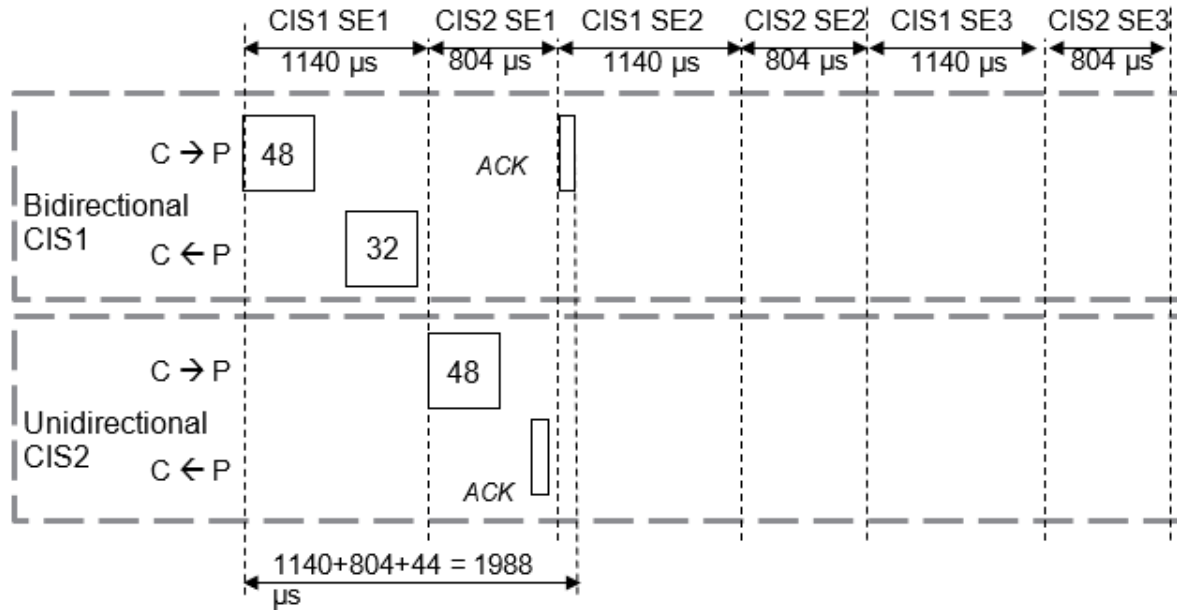 CIS1 SE1 CIS2 SE1 CIS1 SE2 CIS2 SE2 CIS1 SE3 CIS2 SE3
1140 µs 804 µs 1140 µs 804 µs 1140 µs 804 µs
C → P 48 ACK
Bidirectional
CIS1
C ← P 32
C → P 48
Unidirectional
CIS2
C ← P
ACK
1140+804+44 = 1988
µs